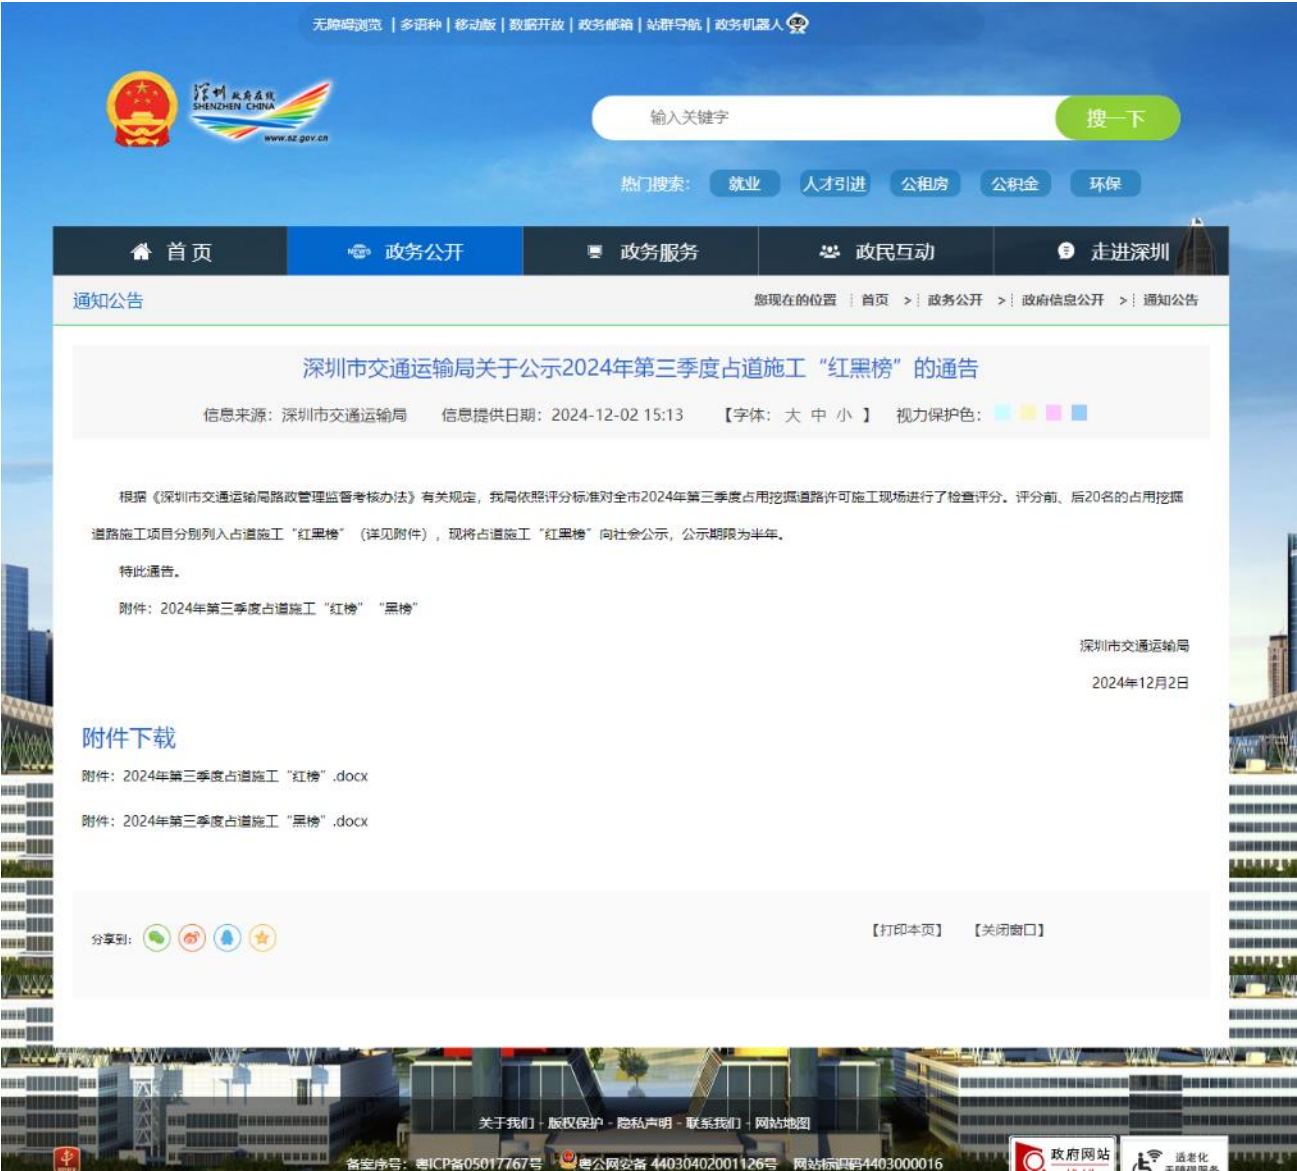 无障碍浏览 | 多语种 | 移动版 | 数据开放 | 政务邮箱 | 站群导航 | 政务机器人
深圳 政府在线
SHENZHEN CHINA
www.sz.gov.cn
输入关键字
搜一下
热门搜索： 就业 人才引进 公租房 公积金 环保
首页 政务公开 政务服务 政民互动 走进深圳
通知公告
您现在的位置 首页 > 政务公开 > 政府信息公开 > 通知公告
深圳市交通运输局关于公示2024年第三季度占道施工“红黑榜”的通告
信息来源：深圳市交通运输局 信息提供日期：2024-12-02 15:13 【字体：大 中 小 】 视力保护色：
根据《深圳市交通运输局路政管理监督考核办法》有关规定，我局依照评分标准对全市2024年第三季度占用挖掘道路许可施工现场进行了检查评分。评分前、后20名的占用挖掘
道路施工项目分别列入占道施工“红黑榜”（详见附件），现将占道施工“红黑榜”向社会公示，公示期限为半年。
特此通告。
附件：2024年第三季度占道施工“红榜”“黑榜”
深圳市交通运输局
2024年12月2日
附件下载
附件：2024年第三季度占道施工“红榜”.docx
附件：2024年第三季度占道施工“黑榜”.docx
分享到：
【打印本页】 【关闭窗口】
关于我们 - 版权保护 - 隐私声明 - 联系我们 - 网站地图
备案序号：粤ICP备05017767号 粤公网安备 44030402001126号 网站标识码4403000016
政府网站
适老化